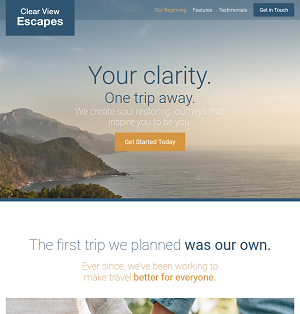 Clear View
Escapes
Our Beginning Features Testimonials Get in Touch
Your clarity.
One trip away.
We create soul restoring journeys that
inspire you to be you
Get Started Today
The first trip we planned was our own.
Ever since, we've been working to
make travel better for everyone.